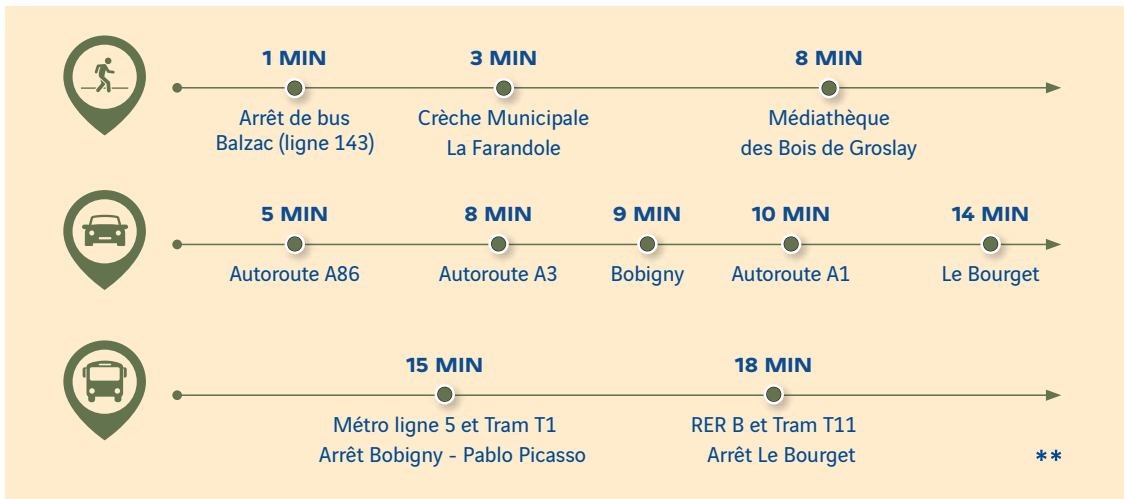 1 MIN 3 MIN 8 MIN
Arrêt de bus Crèche Municipale Médiathèque
Balzac (ligne 143) La Farandole des Bois de Groslay
5 MIN 8 MIN 9 MIN 10 MIN 14 MIN
Autoroute A86 Autoroute A3 Bobigny Autoroute A1 Le Bourget
15 MIN 18 MIN
Métro ligne 5 et Tram T1 RER B et Tram T11
Arrêt Bobigny - Pablo Picasso Arrêt Le Bourget **